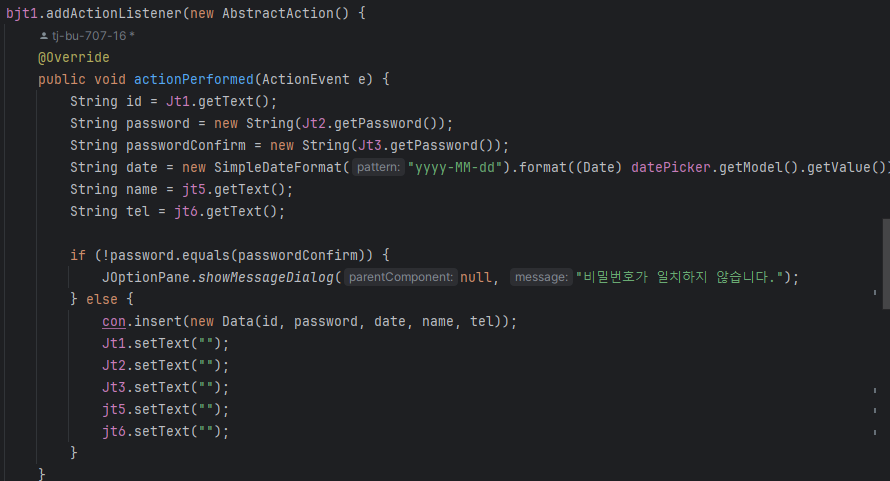 bjt1.addActionListener(new AbstractAction() {
tj-bu-707-16 *
@Override
public void actionPerformed(ActionEvent e) {
String id = Jt1.getText();
String password = new String(Jt2.getPassword());
String passwordConfirm = new String(Jt3.getPassword());
String date = new SimpleDateFormat( pattern: "yyyy-MM-dd").format((Date) datePicker.getModel().getValue())
String name = jt5.getText();
String tel = jt6.getText();
if (!password.equals(passwordConfirm)) {
JOptionPane.showMessageDialog( parentComponent: null, message: "비밀번호가 일치하지 않습니다.");
} else {
con.insert(new Data(id, password, date, name, tel));
Jt1.setText("");
Jt2.setText("");
Jt3.setText("");
jt5.setText("");
jt6.setText("");
}
}